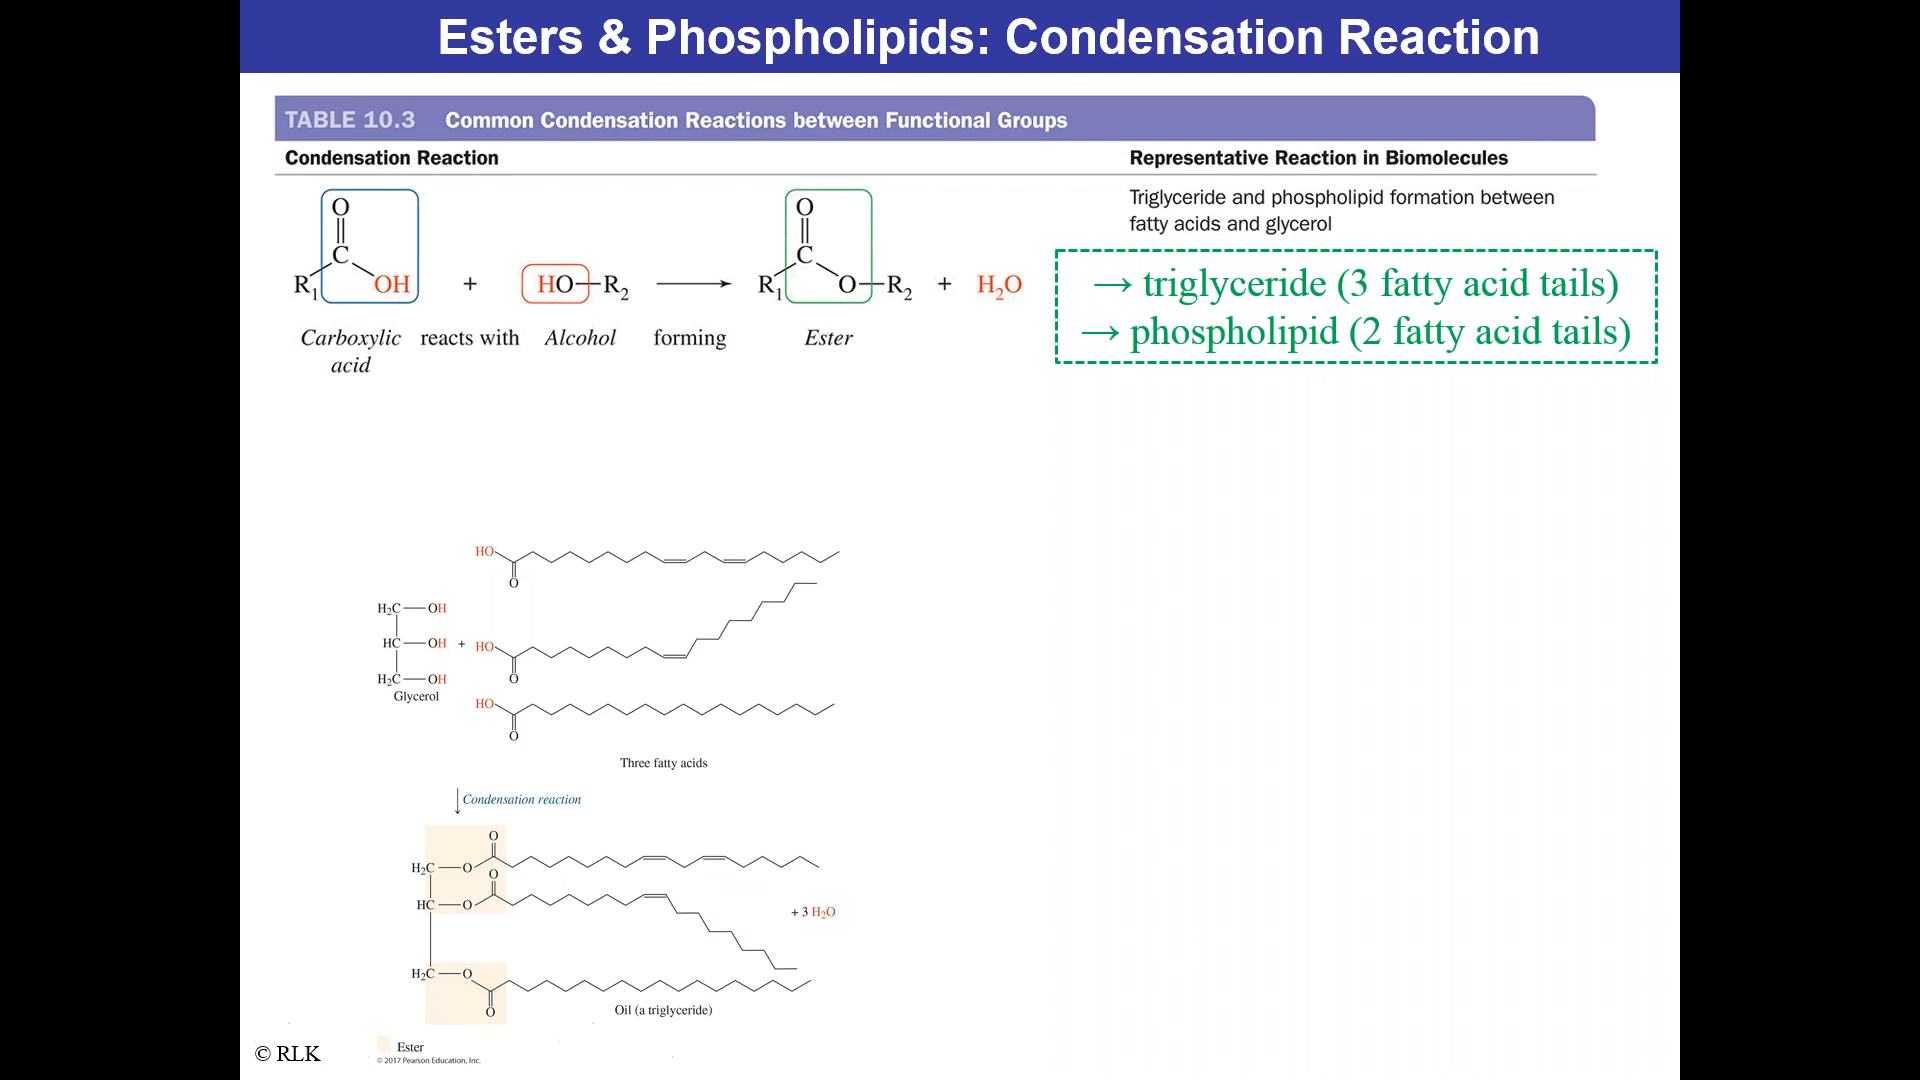 Esters & Phospholipids: Condensation Reaction
TABLE 10.3 Common Condensation Reactions between Functional Groups
Condensation Reaction Representative Reaction in Biomolecules
Triglyceride and phospholipid formation between
fatty acids and glycerol
O O
C C
R₁ OH + HO—R₂ → R₁ O—R₂ + H₂O
Carboxylic reacts with Alcohol forming Ester
acid
→ triglyceride (3 fatty acid tails)
→ phospholipid (2 fatty acid tails)
HO
O
H₂C—OH
HC—OH + HO
H₂C—OH O
Glycerol
HO
O
Three fatty acids
Condensation reaction
O
H₂C—O
O
HC—O
+ 3 H₂O
H₂C—O
O
Oil (a triglyceride)
Ester
© 2017 Pearson Education, Inc.
© RLK